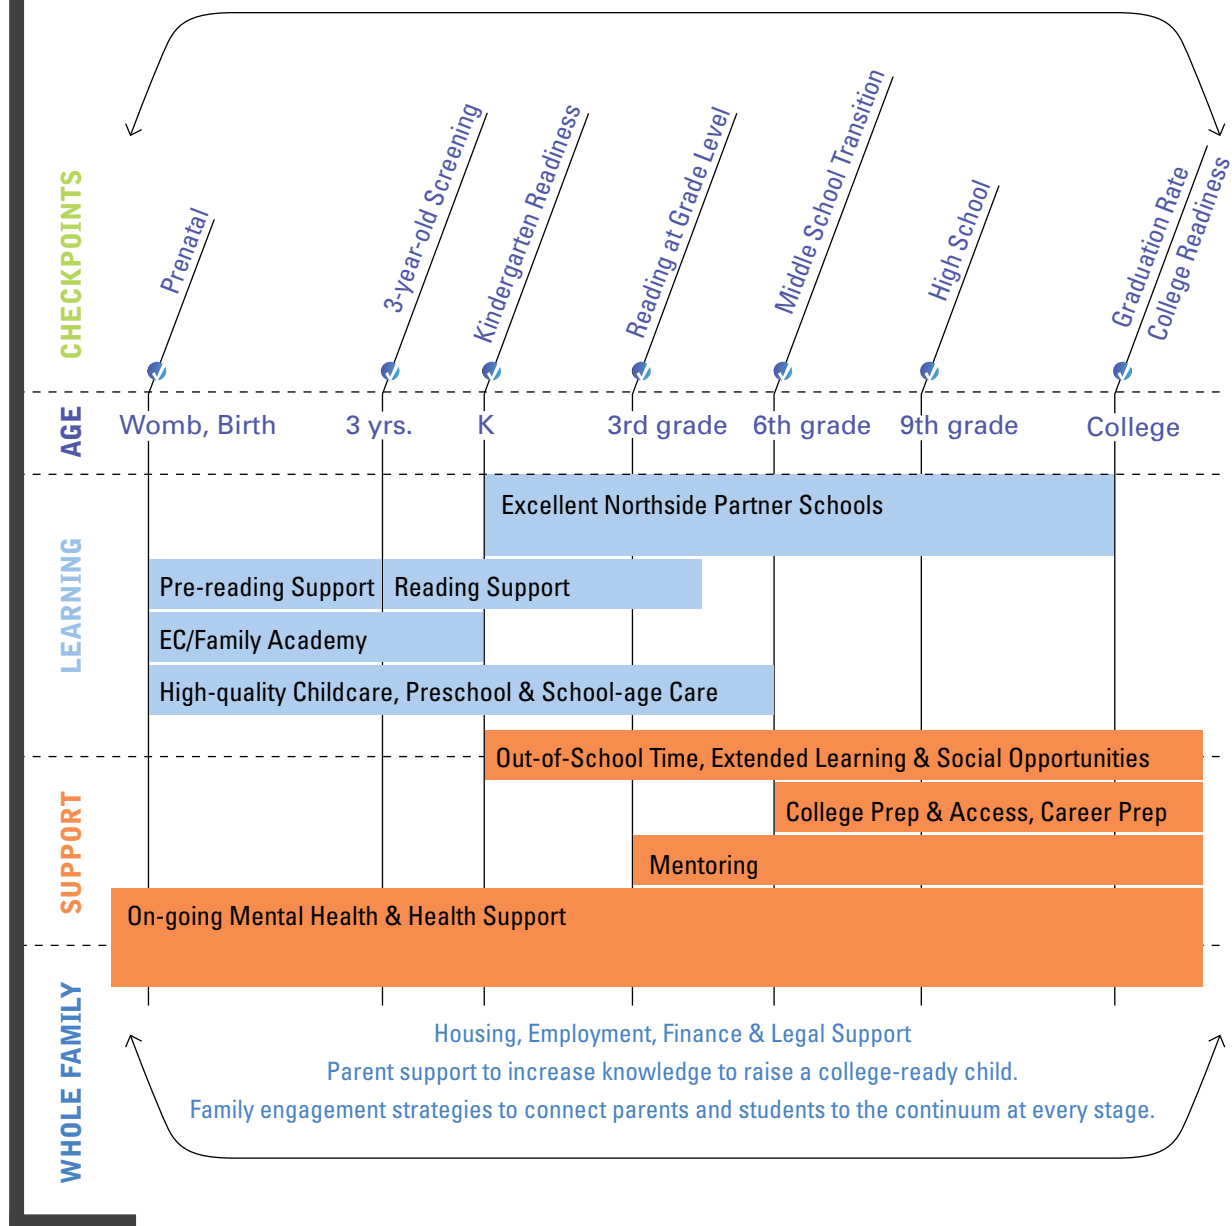 CHECKPOINTS
Prenatal
3-year-old Screening
Kindergarten Readiness
Reading at Grade Level
Middle School Transition
High School
Graduation Rate
College Readiness
AGE
Womb, Birth
3 yrs.
K
3rd grade
6th grade
9th grade
College
LEARNING
Excellent Northside Partner Schools
Pre-reading Support
Reading Support
EC/Family Academy
High-quality Childcare, Preschool & School-age Care
SUPPORT
Out-of-School Time, Extended Learning & Social Opportunities
College Prep & Access, Career Prep
Mentoring
On-going Mental Health & Health Support
WHOLE FAMILY
Housing, Employment, Finance & Legal Support
Parent support to increase knowledge to raise a college-ready child.
Family engagement strategies to connect parents and students to the continuum at every stage.